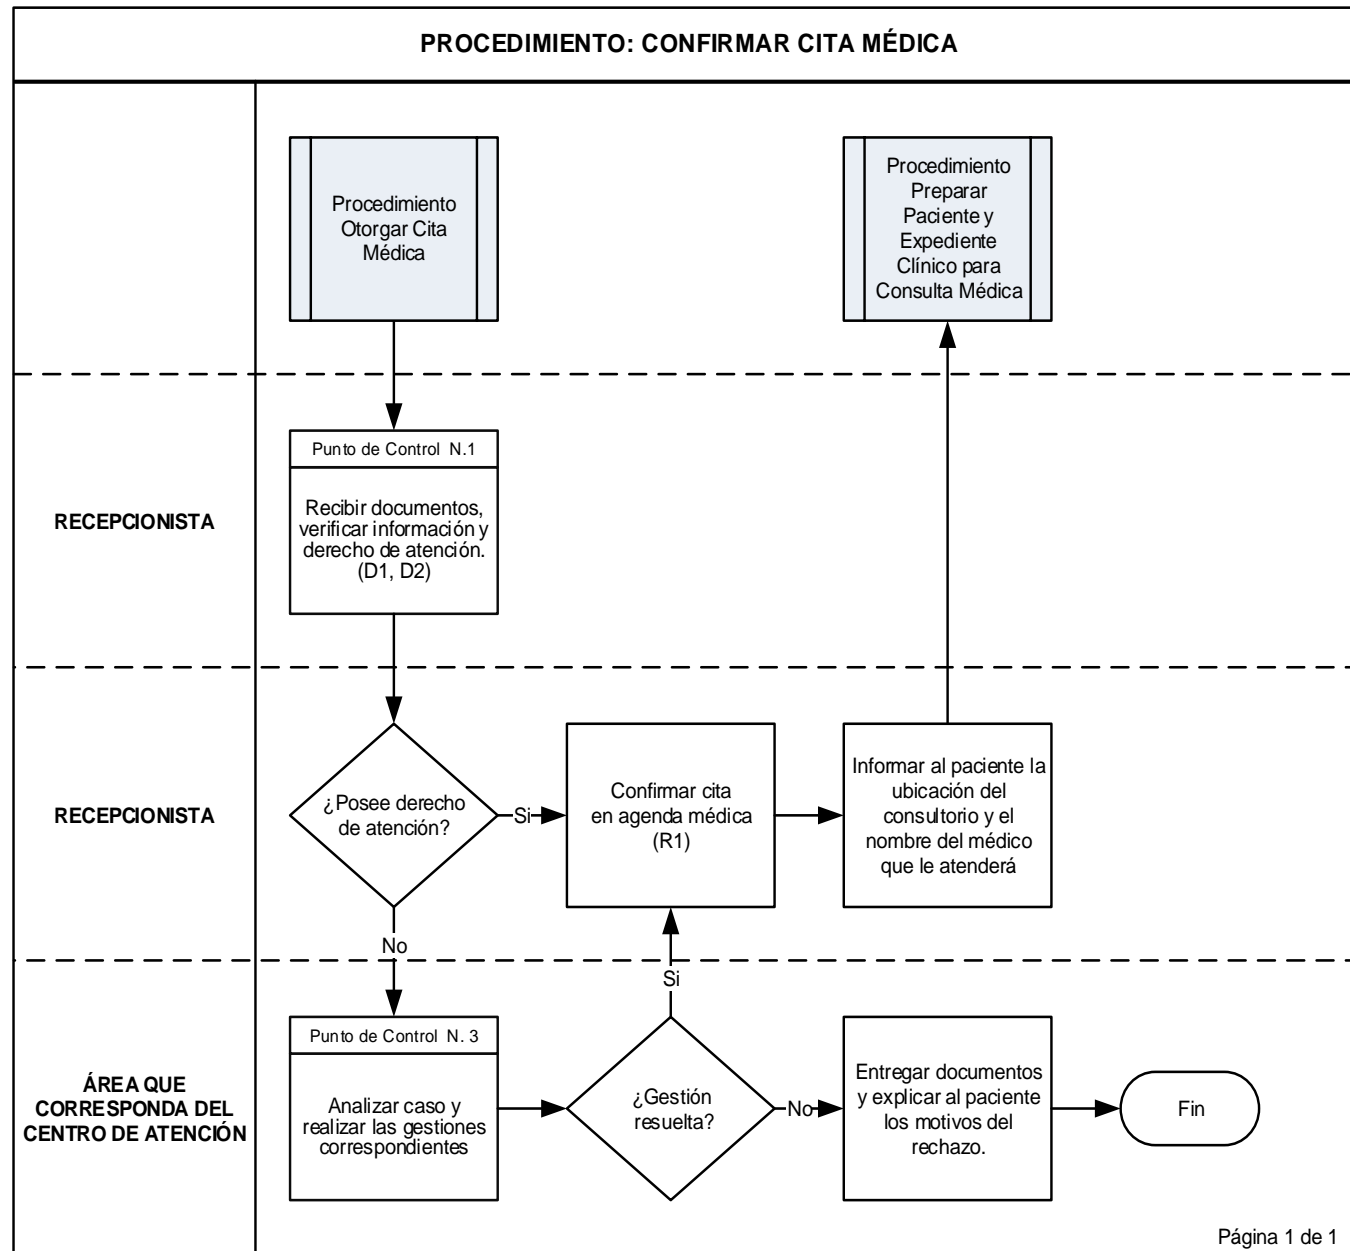 PROCEDIMIENTO: CONFIRMAR CITA MÉDICA
Procedimiento
Otorgar Cita
Médica
Procedimiento
Preparar
Paciente y
Expediente
Clínico para
Consulta Médica
RECEPCIONISTA
Punto de Control N.1
Recibir documentos,
verificar información y
derecho de atención.
(D1, D2)
RECEPCIONISTA
¿Posee derecho
de atención?
Si
Confirmar cita
en agenda médica
(R1)
Informar al paciente la
ubicación del
consultorio y el
nombre del médico
que le atenderá
No
Si
ÁREA QUE
CORRESPONDA DEL
CENTRO DE ATENCIÓN
Punto de Control N. 3
Analizar caso y
realizar las gestiones
correspondientes
¿Gestión
resuelta?
No
Entregar documentos
y explicar al paciente
los motivos del
rechazo.
Fin
Página 1 de 1